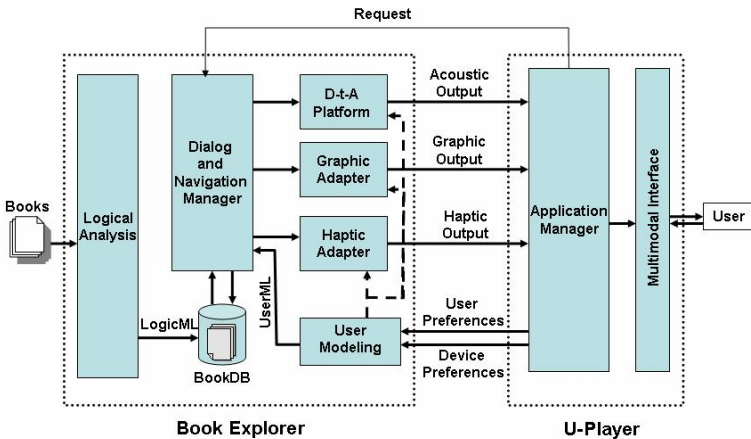 Request
D-t-A
Platform
Acoustic
Output
Dialog
and
Navigation
Manager
Graphic
Adapter
Graphic
Output
Books
Logical
Analysis
Haptic
Adapter
Haptic
Output
Application
Manager
Multimodal Interface
User
LogicML
BookDB
UserML
User
Modeling
User
Preferences
Device
Preferences
Book Explorer
U-Player